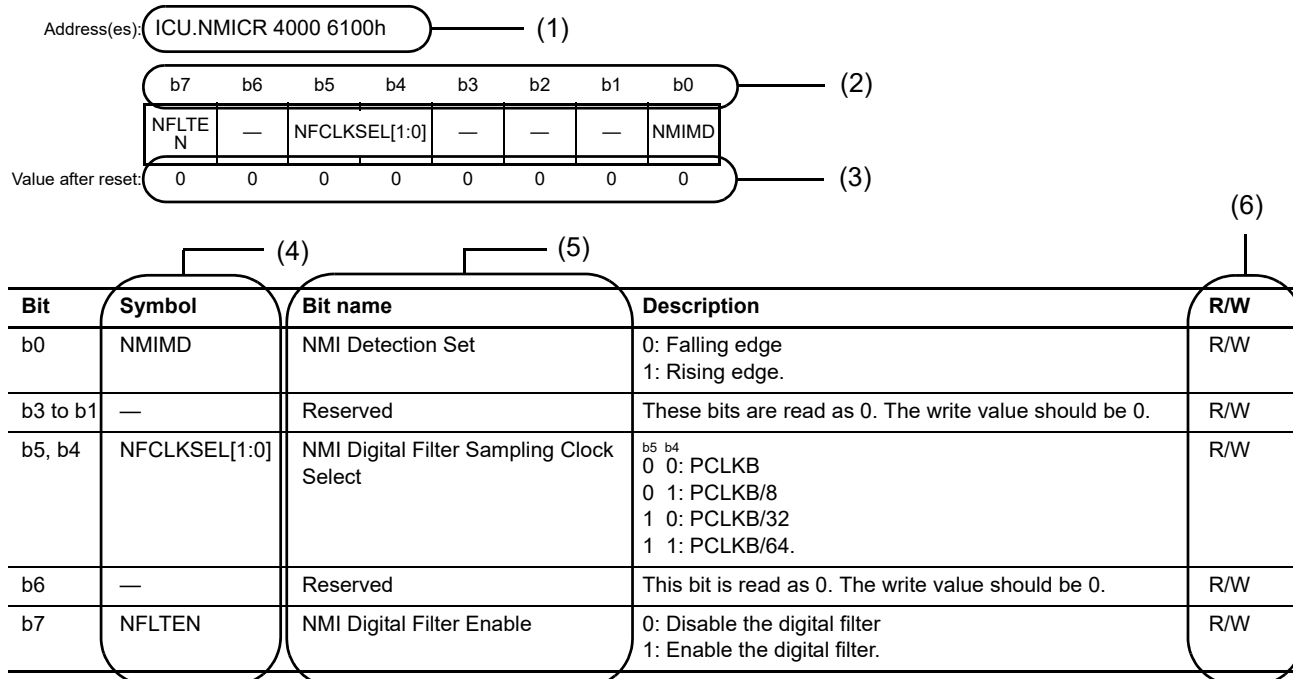 Address(es): ICU.NMICR 4000 6100h (1)
b7 b6 b5 b4 b3 b2 b1 b0 (2)
NFLTE
N — NFCLKSEL[1:0] — — — NMIMD
Value after reset: 0 0 0 0 0 0 0 0 (3)
(6)
(4) (5)
Bit Symbol Bit name Description R/W
b0 NMIMD NMI Detection Set 0: Falling edge R/W
1: Rising edge.
b3 to b1 — Reserved These bits are read as 0. The write value should be 0. R/W
b5, b4 NFCLKSEL[1:0] NMI Digital Filter Sampling Clock b5 b4 R/W
Select 0 0: PCLKB
0 1: PCLKB/8
1 0: PCLKB/32
1 1: PCLKB/64.
b6 — Reserved This bit is read as 0. The write value should be 0. R/W
b7 NFLTEN NMI Digital Filter Enable 0: Disable the digital filter R/W
1: Enable the digital filter.